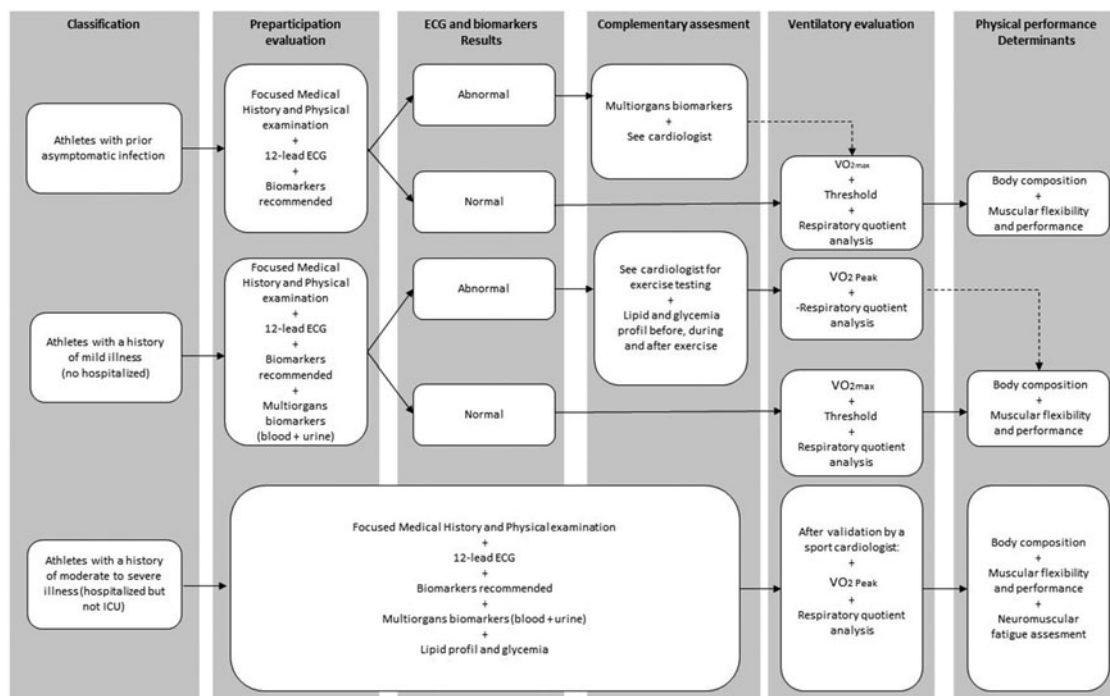 Classification
Preparticipation
evaluation
ECG and biomarkers
Results
Complementary assesment
Ventilatory evaluation
Physical performance
Determinants
Athletes with prior
asymptomatic infection
Focused Medical
History and Physical
examination
+
12-lead ECG
+
Biomarkers
recommended
Abnormal
Normal
Multiorgans biomarkers
+
See cardiologist
VO2max
+
Threshold
+
Respiratory quotient
analysis
Body composition
+
Muscular flexibility
and performance
Athletes with a history
of mild illness
(no hospitalized)
Focused Medical
History and Physical
examination
+
12-lead ECG
+
Biomarkers
recommended
+
Multiorgans
biomarkers
(blood + urine)
Abnormal
Normal
See cardiologist for
exercise testing
+
Lipid and glycemia
profil before, during
and after exercise
VO2 Peak
+
-Respiratory quotient
analysis
VO2max
+
Threshold
+
Respiratory quotient
analysis
Body composition
+
Muscular flexibility
and performance
Athletes with a history
of moderate to severe
illness (hospitalized but
not ICU)
Focused Medical History and Physical examination
+
12-lead ECG
+
Biomarkers recommended
+
Multiorgans biomarkers (blood + urine)
+
Lipid profil and glycemia
After validation by a
sport cardiologist:
+
VO2 Peak
+
Respiratory quotient
analysis
Body composition
+
Muscular flexibility
and performance
+
Neuromuscular
fatigue assesment